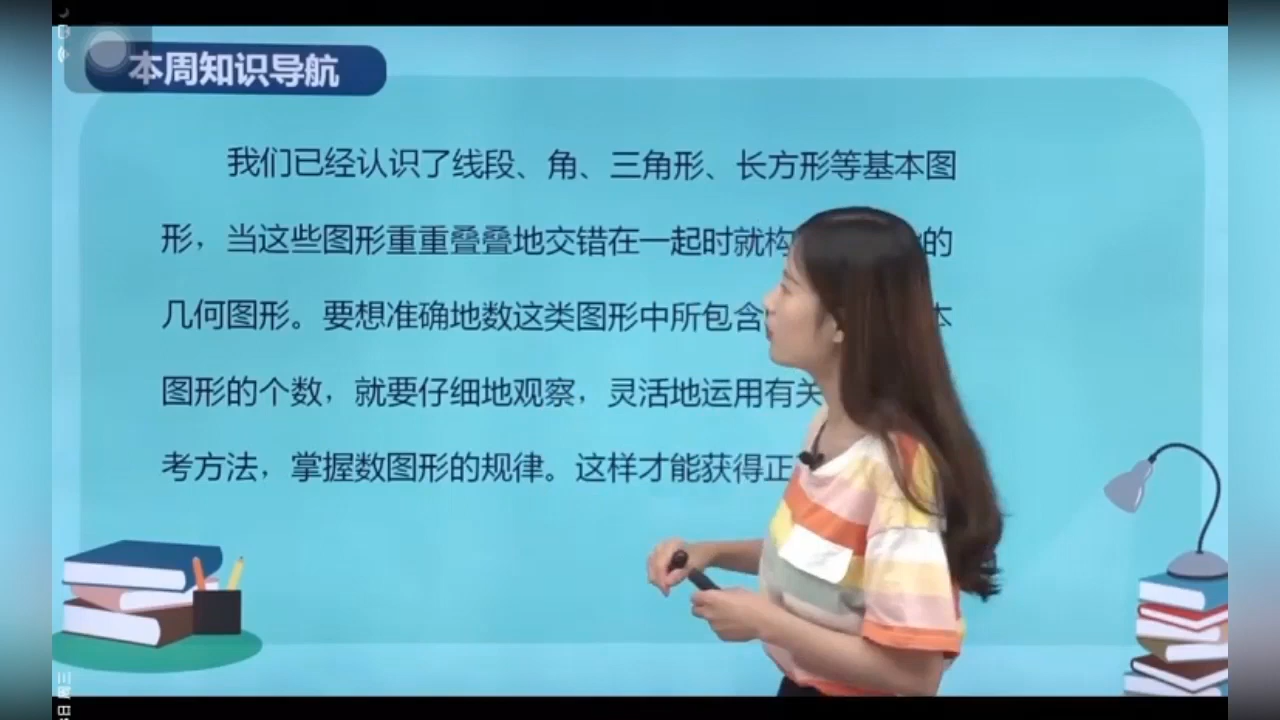 本周知识导航
我们已经认识了线段、角、三角形、长方形等基本图
形，当这些图形重重叠叠地交错在一起时就构 的
几何图形。要想准确地数这类图形中所包含 本
图形的个数，就要仔细地观察，灵活地运用有关
考方法，掌握数图形的规律。这样才能获得正